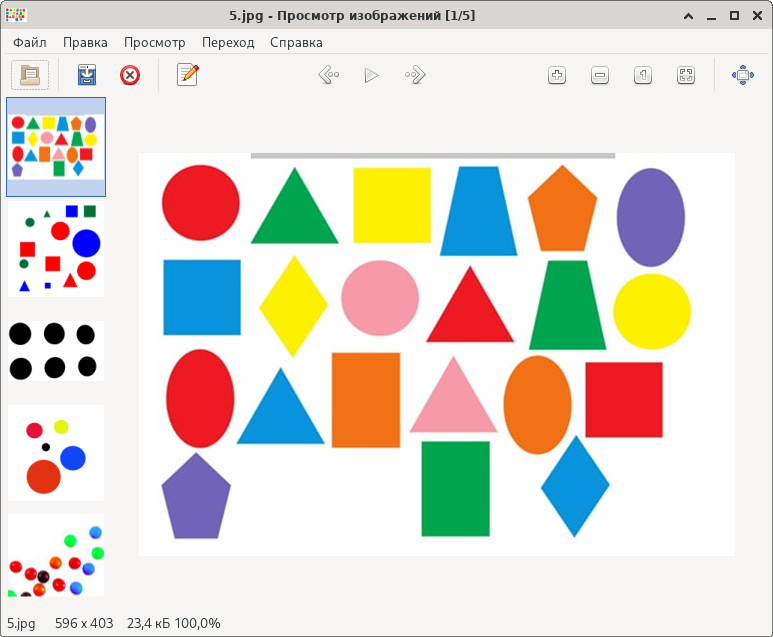 5.jpg - Просмотр изображений [1/5]
Файл Правка Просмотр Переход Справка
5.jpg 596 x 403 23,4 кБ 100,0%